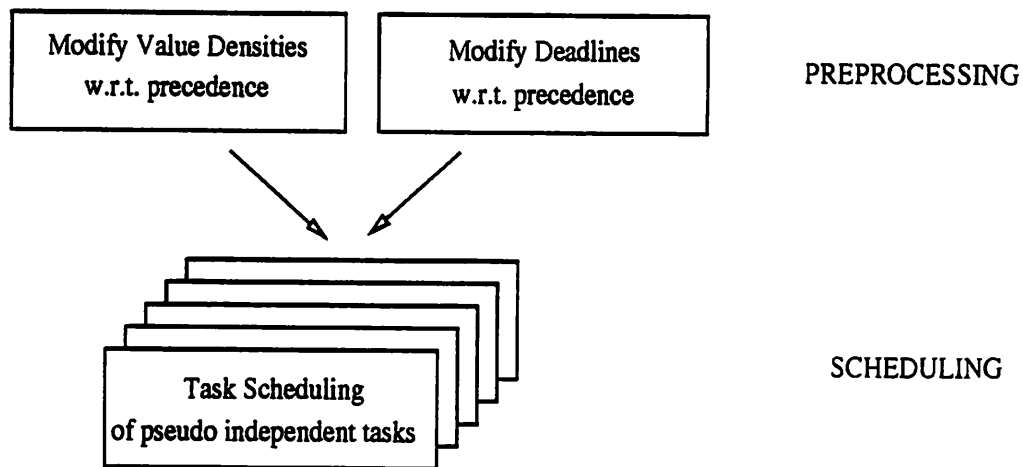 Modify Value Densities
w.r.t. precedence
Modify Deadlines
w.r.t. precedence
PREPROCESSING
Task Scheduling
of pseudo independent tasks
SCHEDULING